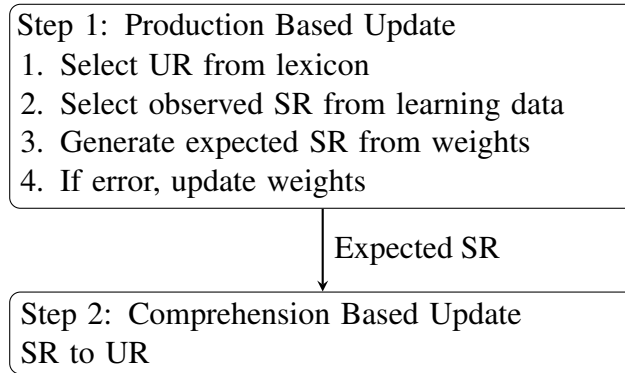 Step 1: Production Based Update
1. Select UR from lexicon
2. Select observed SR from learning data
3. Generate expected SR from weights
4. If error, update weights
Expected SR
Step 2: Comprehension Based Update
SR to UR